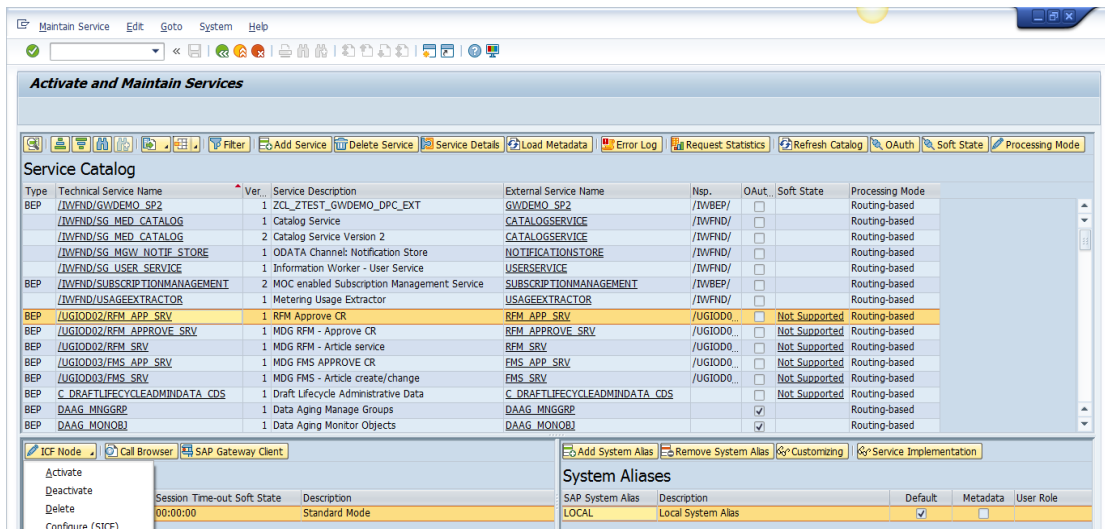 Maintain Service Edit Goto System Help
Activate and Maintain Services
Filter Add Service Delete Service Service Details Load Metadata Error Log Request Statistics Refresh Catalog OAuth Soft State Processing Mode
Service Catalog
Type Technical Service Name Ver... Service Description External Service Name Nsp. OAut... Soft State Processing Mode
BEP /IWFND/GWDEMO_SP2 1 ZCL_ZTEST_GWDEMO_DPC_EXT GWDEMO_SP2 /IWBEP/ Routing-based
/IWFND/SG_MED_CATALOG 1 Catalog Service CATALOGSERVICE /IWFND/ Routing-based
/IWFND/SG_MED_CATALOG 2 Catalog Service Version 2 CATALOGSERVICE /IWFND/ Routing-based
/IWFND/SG_MGW_NOTIF_STORE 1 ODATA Channel: Notification Store NOTIFICATIONSTORE /IWFND/ Routing-based
/IWFND/SG_USER_SERVICE 1 Information Worker - User Service USERSERVICE /IWFND/ Routing-based
BEP /IWFND/SUBSCRIPTIONMANAGEMENT 2 MOC enabled Subscription Management Service SUBSCRIPTIONMANAGEMENT /IWBEP/ Routing-based
/IWFND/USAGEEXTRACTOR 1 Metering Usage Extractor USAGEEXTRACTOR /IWFND/ Routing-based
BEP /UGIOD02/RFM_APP_SRV 1 RFM Approve CR RFM_APP_SRV /UGIOD0... Not Supported Routing-based
BEP /UGIOD02/RFM_APPROVE_SRV 1 MDG RFM - Approve CR RFM_APPROVE_SRV /UGIOD0... Not Supported Routing-based
BEP /UGIOD02/RFM_SRV 1 MDG RFM - Article service RFM_SRV /UGIOD0... Not Supported Routing-based
BEP /UGIOD03/FMS_APP_SRV 1 MDG FMS APPROVE CR FMS_APP_SRV /UGIOD0... Not Supported Routing-based
BEP /UGIOD03/FMS_SRV 1 MDG FMS - Article create/change FMS_SRV /UGIOD0... Not Supported Routing-based
BEP C_DRAFTLIFECYCLEADMINDATA_CDS 1 Draft Lifecycle Administrative Data C_DRAFTLIFECYCLEADMINDATA_CDS Not Supported Routing-based
BEP DAAG_MNGGRP 1 Data Aging Manage Groups DAAG_MNGGRP Routing-based
BEP DAAG_MONOBJ 1 Data Aging Monitor Objects DAAG_MONOBJ Routing-based
ICF Node Call Browser SAP Gateway Client
Activate
Deactivate
Delete
Configure (SICF)
Session Time-out Soft State Description
00:00:00 Standard Mode
Add System Alias Remove System Alias Customizing Service Implementation
System Aliases
SAP System Alias Description Default Metadata User Role
LOCAL Local System Alias